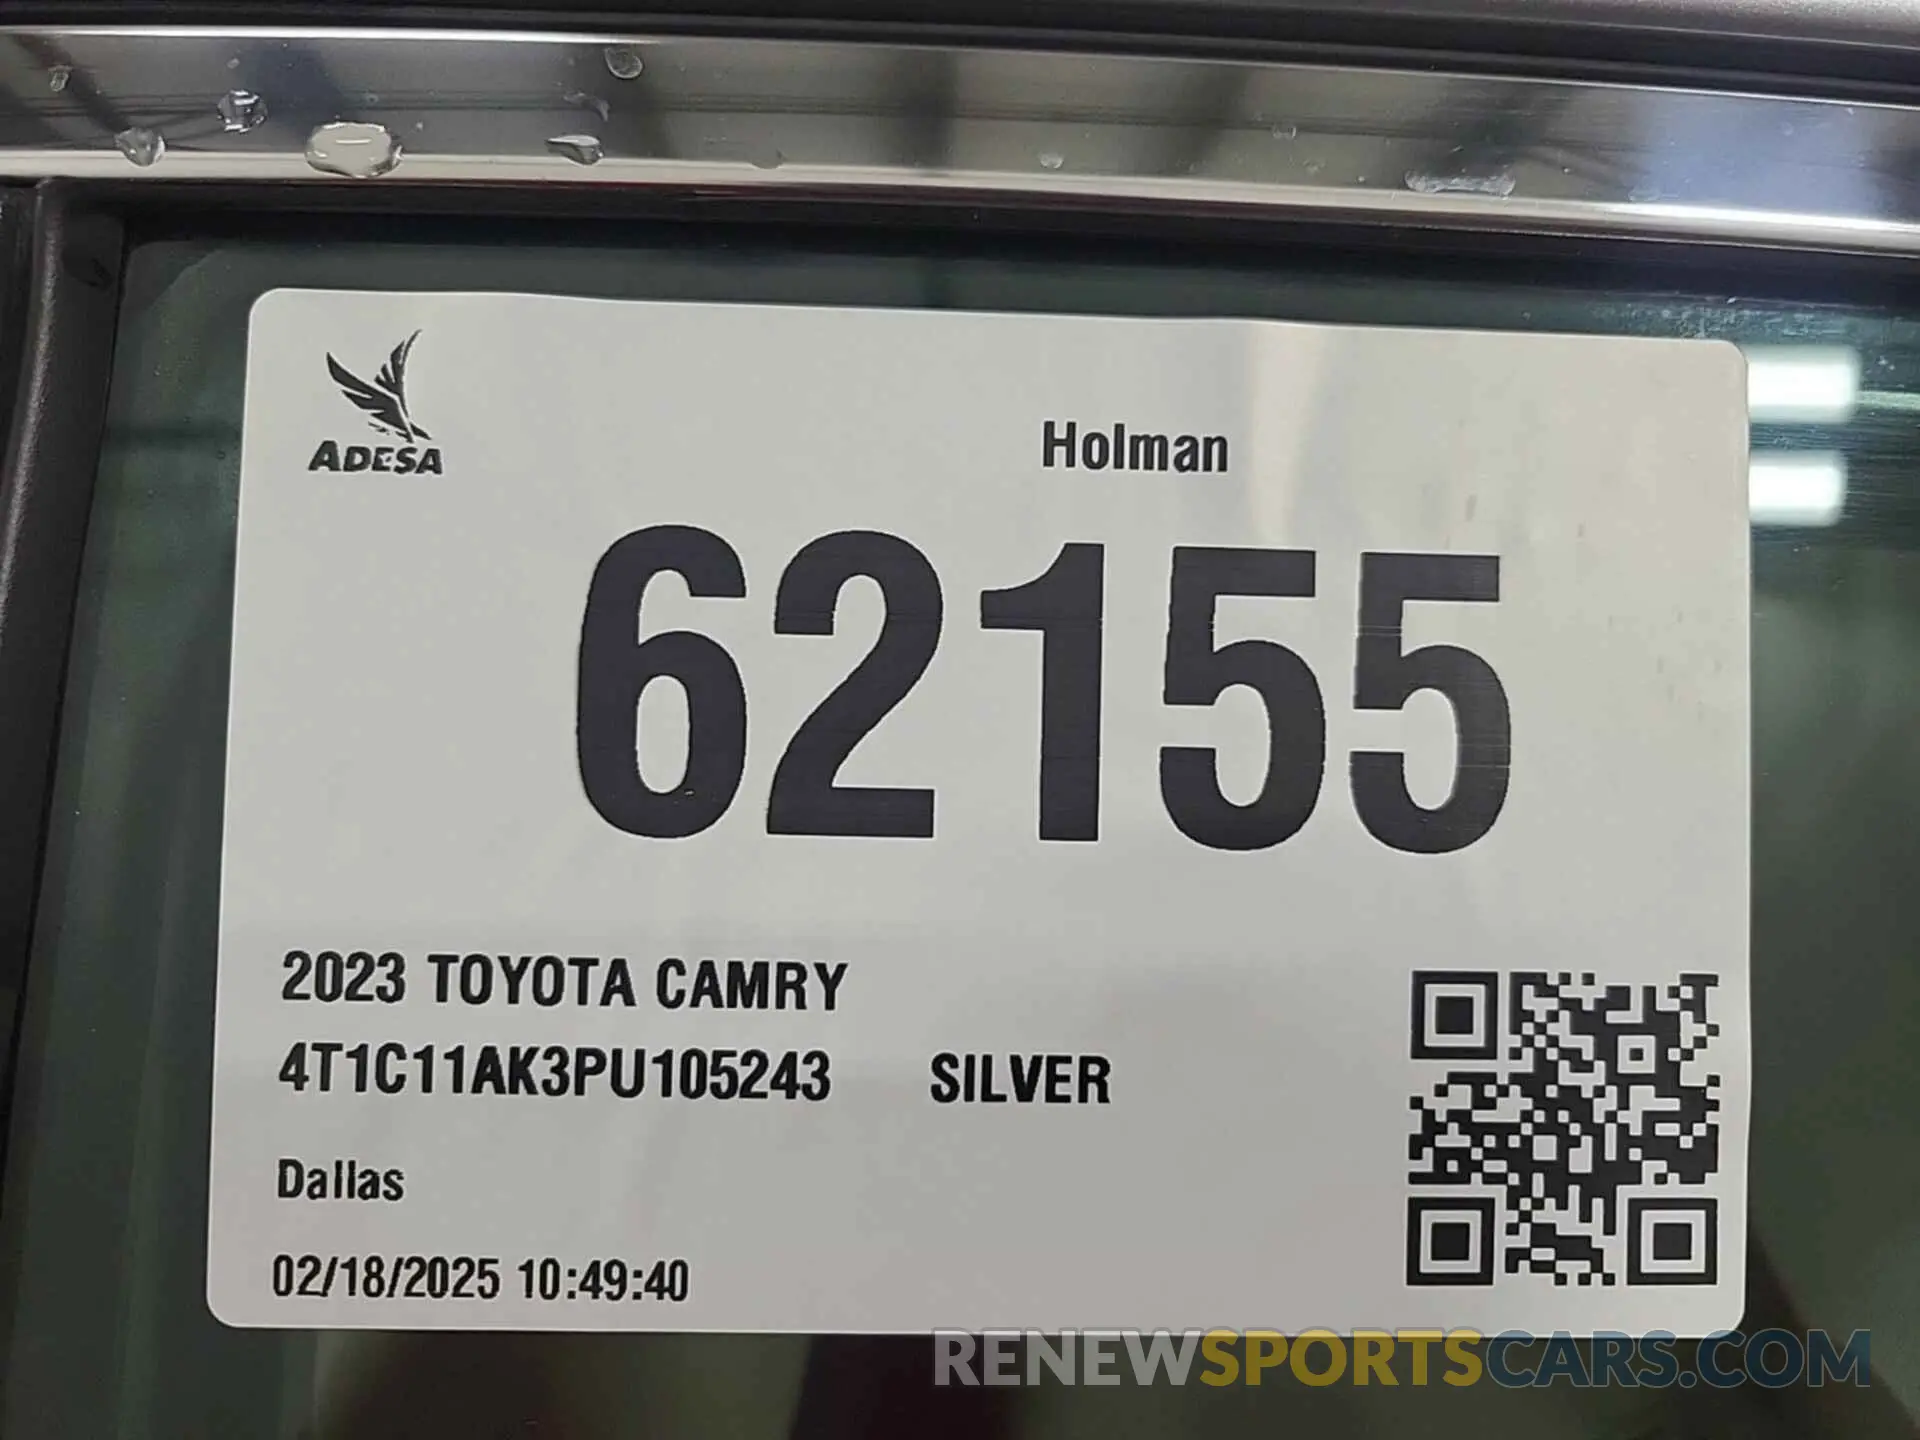 ADESA
Holman
62155
2023 TOYOTA CAMRY
4T1C11AK3PU105243 SILVER
Dallas
02/18/2025 10:49:40
RENEWSPORTSCARS.COM